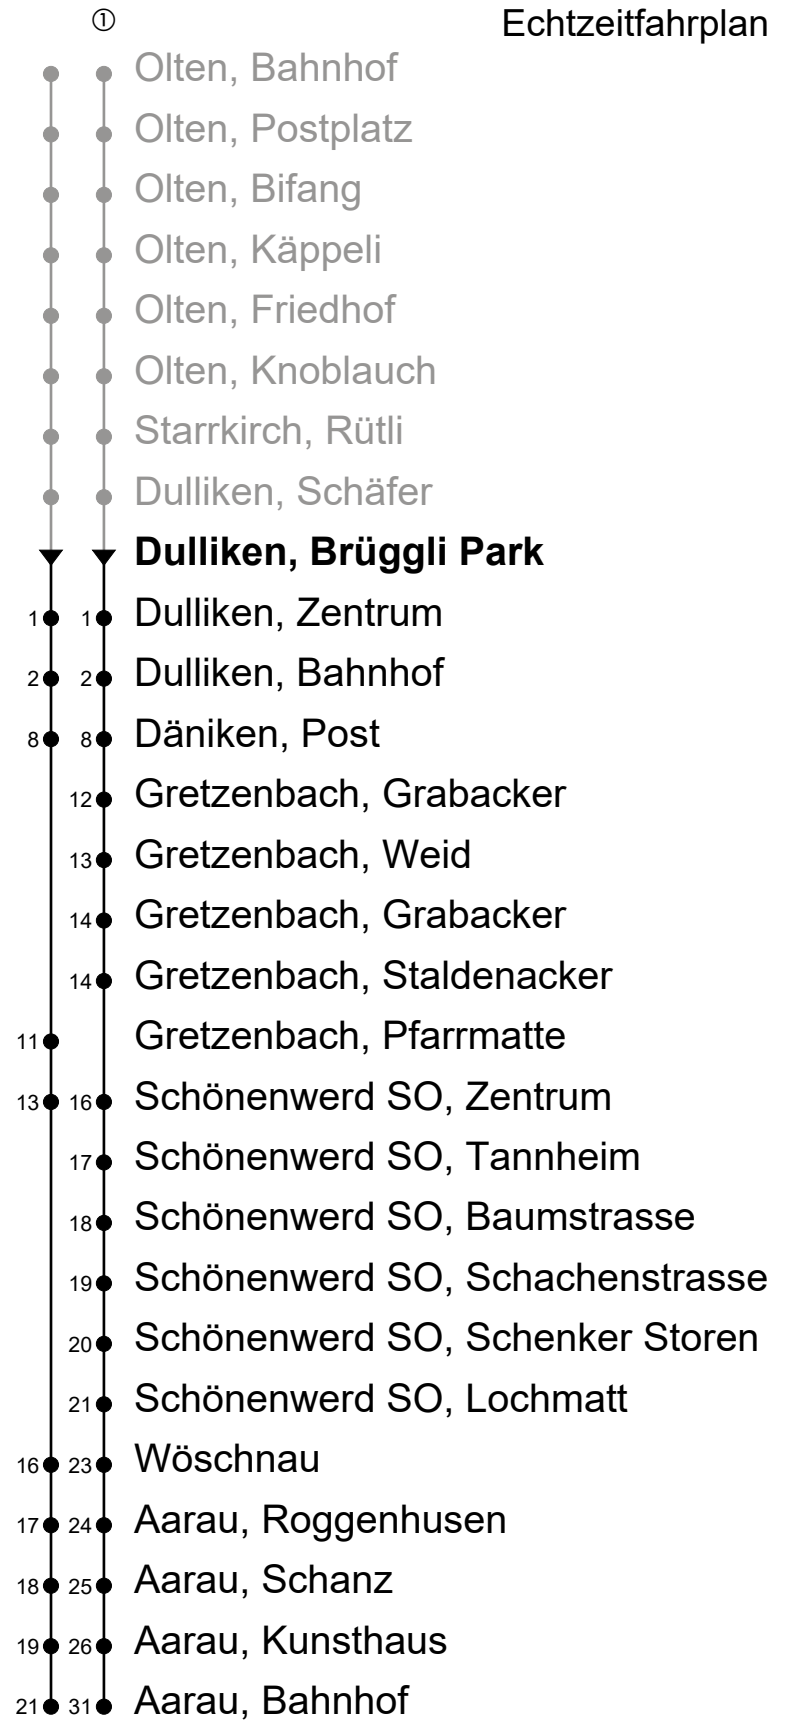 ① Echtzeitfahrplan
Olten, Bahnhof
Olten, Postplatz
Olten, Bifang
Olten, Käppeli
Olten, Friedhof
Olten, Knoblauch
Starrkirch, Rütli
Dulliken, Schäfer
Dulliken, Brüggli Park
1 1 Dulliken, Zentrum
2 2 Dulliken, Bahnhof
8 8 Däniken, Post
12 Gretzenbach, Grabacker
13 Gretzenbach, Weid
14 Gretzenbach, Grabacker
14 Gretzenbach, Staldenacker
11 Gretzenbach, Pfarrmatte
13 16 Schönenwerd SO, Zentrum
17 Schönenwerd SO, Tannheim
18 Schönenwerd SO, Baumstrasse
19 Schönenwerd SO, Schachenstrasse
20 Schönenwerd SO, Schenker Storen
21 Schönenwerd SO, Lochmatt
16 23 Wöschnau
17 24 Aarau, Roggenhusen
18 25 Aarau, Schanz
19 26 Aarau, Kunsthaus
21 31 Aarau, Bahnhof